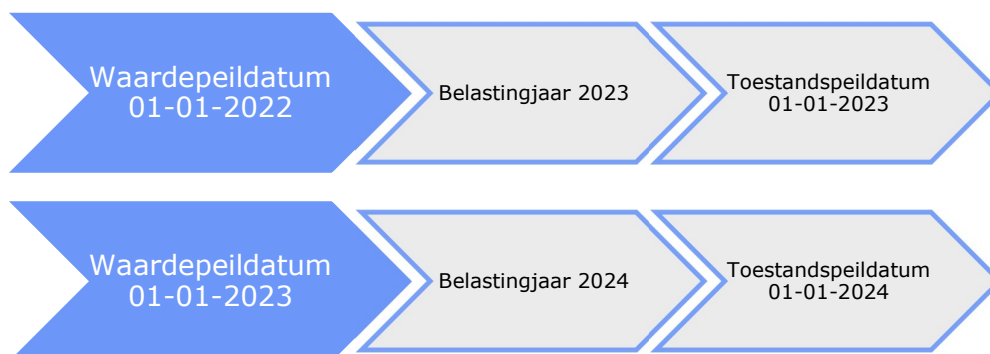 Waardepeildatum
01-01-2022
Belastingjaar 2023
Toestandspeildatum
01-01-2023
Waardepeildatum
01-01-2023
Belastingjaar 2024
Toestandspeildatum
01-01-2024